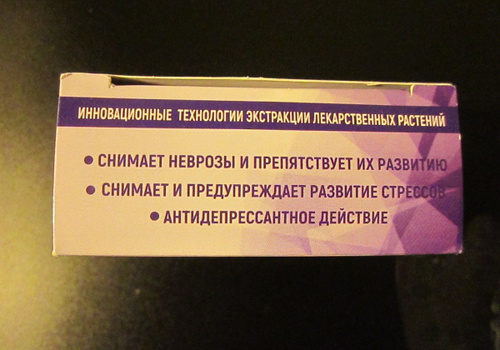 ИННОВАЦИОННЫЕ ТЕХНОЛОГИИ ЭКСТРАКЦИИ ЛЕКАРСТВЕННЫХ РАСТЕНИЙ
● СНИМАЕТ НЕВРОЗЫ И ПРЕПЯТСТВУЕТ ИХ РАЗВИТИЮ
● СНИМАЕТ И ПРЕДУПРЕЖДАЕТ РАЗВИТИЕ СТРЕССОВ
● АНТИДЕПРЕССАНТНОЕ ДЕЙСТВИЕ